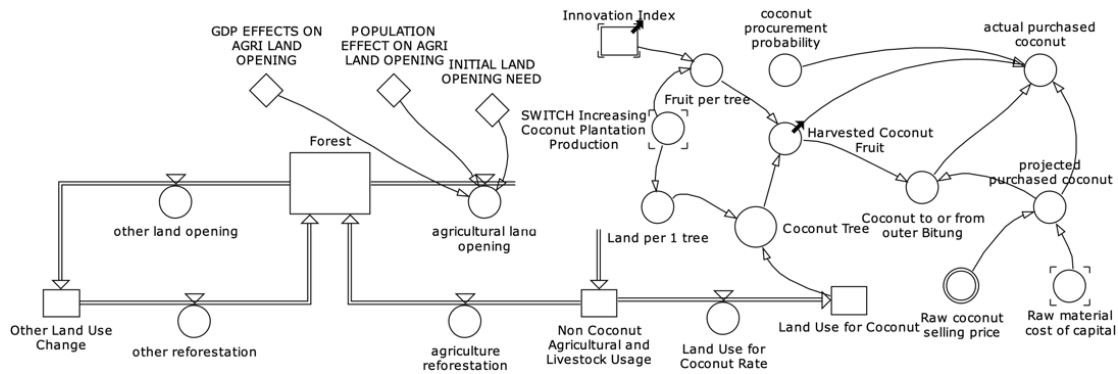 GDP EFFECTS ON
AGRI LAND
OPENING
POPULATION
EFFECT ON AGRI
LAND OPENING
INITIAL LAND
OPENING NEED
Innovation Index
coconut
procurement
probability
actual purchased
coconut
Fruit per tree
SWITCH Increasing
Coconut Plantation
Production
Harvested Coconut
Fruit
Forest
projected
purchased coconut
other land opening
agricultural land
opening
Land per 1 tree
Coconut Tree
Coconut to or from
outer Bitung
Other Land Use
Change
other reforestation
agriculture
reforestation
Non Coconut
Agricultural and
Livestock Usage
Land Use for
Coconut Rate
Land Use for Coconut
Raw coconut
selling price
Raw material
cost of capital